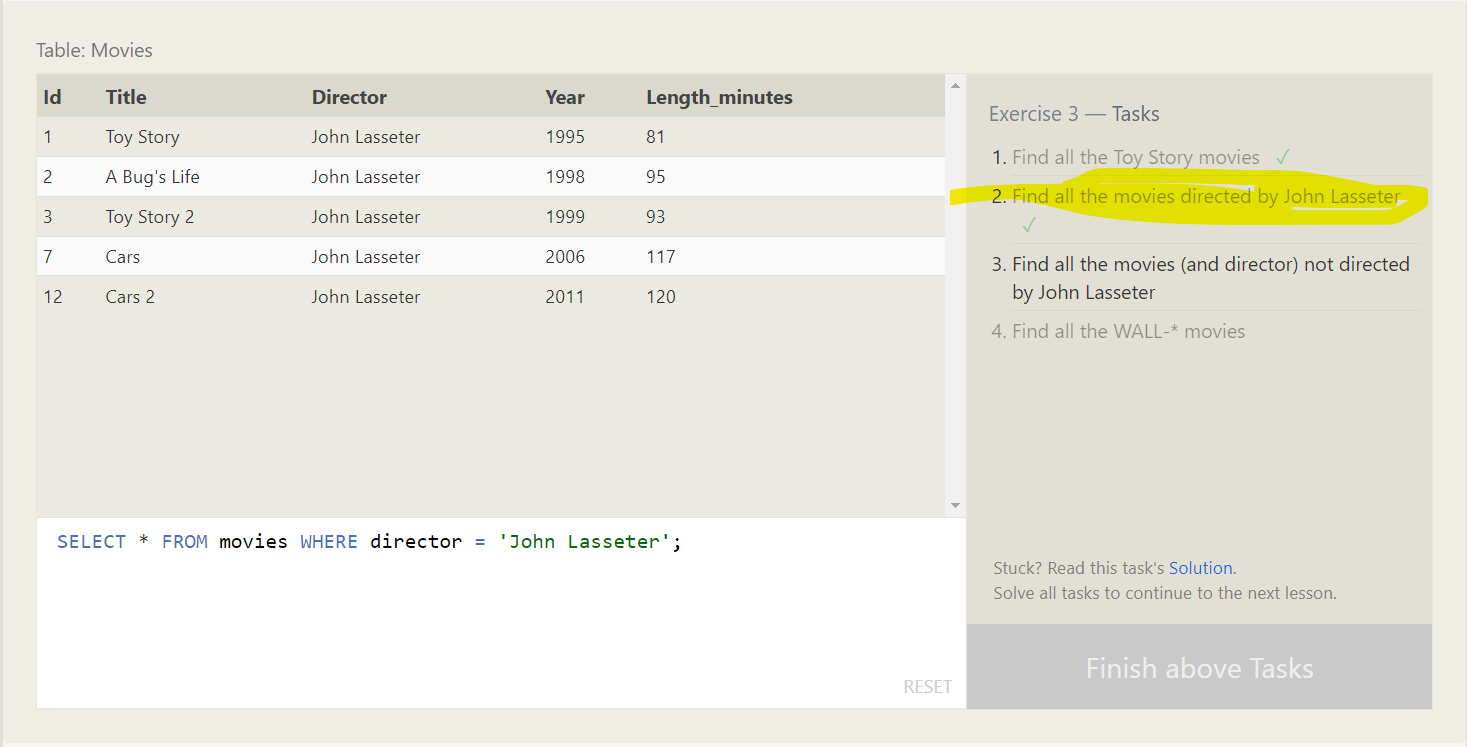 Table: Movies
Id Title Director Year Length_minutes
1 Toy Story John Lasseter 1995 81
2 A Bug's Life John Lasseter 1998 95
3 Toy Story 2 John Lasseter 1999 93
7 Cars John Lasseter 2006 117
12 Cars 2 John Lasseter 2011 120
SELECT * FROM movies WHERE director = 'John Lasseter';
RESET
Exercise 3 — Tasks
1. Find all the Toy Story movies ✓
2. Find all the movies directed by John Lasseter
✓
3. Find all the movies (and director) not directed
by John Lasseter
4. Find all the WALL-* movies
Stuck? Read this task's Solution.
Solve all tasks to continue to the next lesson.
Finish above Tasks